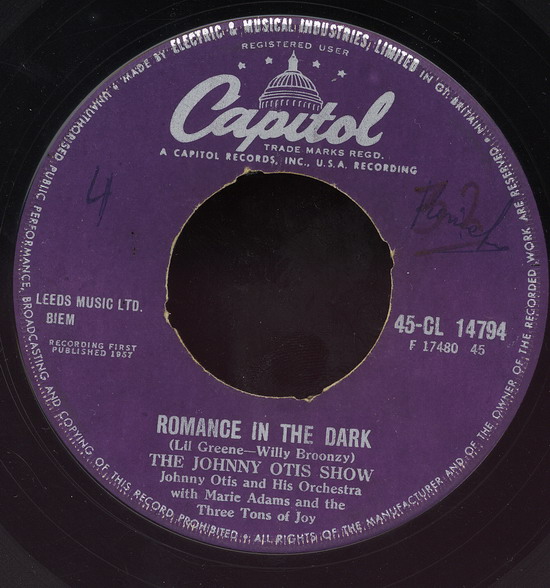 MADE BY ELECTRIC & MUSICAL INDUSTRIES, LIMITED IN GT. BRITAIN
ALL RIGHTS OF THE MANUFACTURER AND OF THE OWNER OF THE RECORDED WORK ARE RESERVED
UNAUTHORISED PUBLIC PERFORMANCE, BROADCASTING AND COPYING OF THIS RECORD PROHIBITED
REGISTERED USER
Capitol
TRADE MARKS REGD.
A CAPITOL RECORDS, INC., U.S.A. RECORDING
4
LEEDS MUSIC LTD.
BIEM
RECORDING FIRST
PUBLISHED 1957
45-CL 14794
F 17480 45
ROMANCE IN THE DARK
(Lil Greene—Willy Broonzy)
THE JOHNNY OTIS SHOW
Johnny Otis and His Orchestra
with Marie Adams and the
Three Tons of Joy